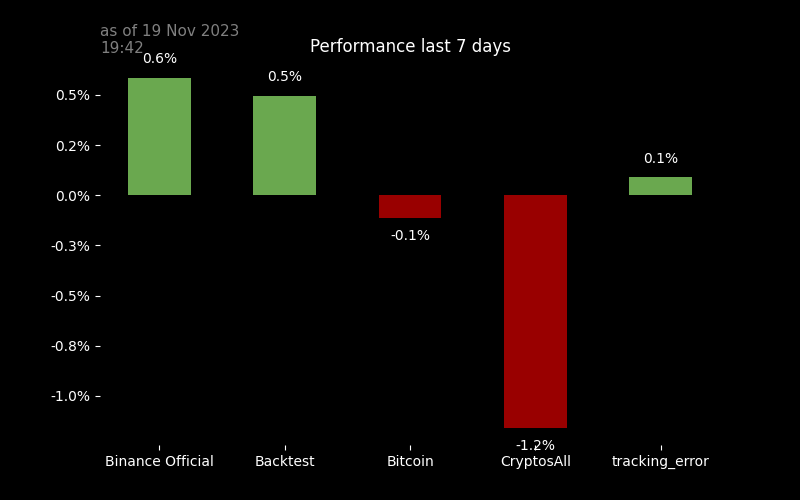 as of 19 Nov 2023
19:42
Performance last 7 days
0.6%
0.5%
-0.1%
-1.2%
0.1%
0.5%
0.2%
0.0%
-0.3%
-0.5%
-0.8%
-1.0%
Binance Official
Backtest
Bitcoin
CryptosAll
tracking_error